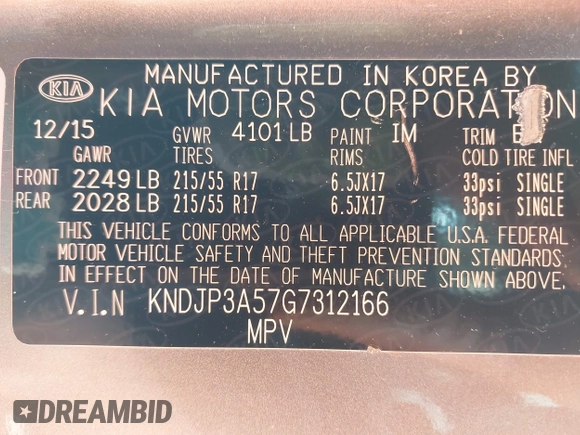 MANUFACTURED IN KOREA BY
KIA KIA MOTORS CORPORATION
12/15 GVWR 4101 LB PAINT IM TRIM
GAWR TIRES RIMS COLD TIRE INFL
FRONT 2249 LB 215/55 R17 6.5JX17 33psi SINGLE
REAR 2028 LB 215/55 R17 6.5JX17 33psi SINGLE
THIS VEHICLE CONFORMS TO ALL APPLICABLE U.S.A. FEDERAL
MOTOR VEHICLE SAFETY AND THEFT PREVENTION STANDARDS
IN EFFECT ON THE DATE OF MANUFACTURE SHOWN ABOVE.
V.I.N KNDJP3A57G7312166
MPV
DREAMBID